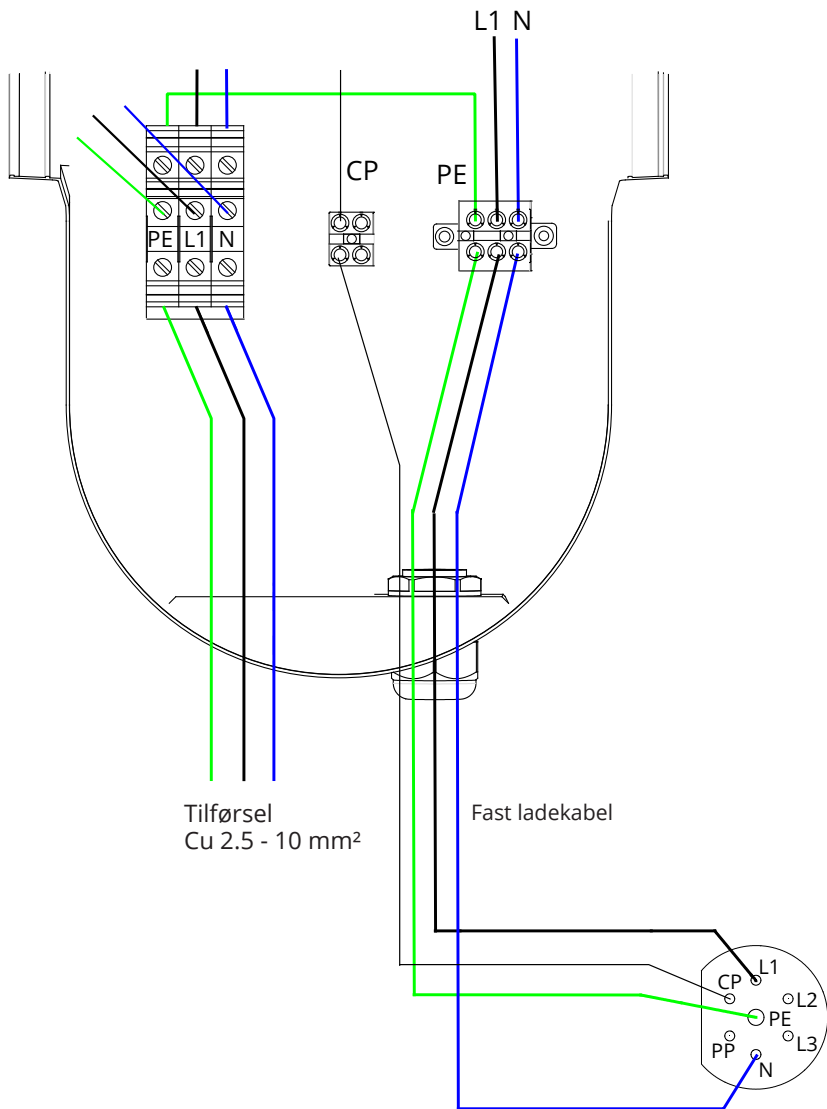 L1 N
CP
PE
PE L1 N
Tilførsel
Cu 2.5 - 10 mm²
Fast ladekabel
L1
CP
L2
PE
PP
L3
N